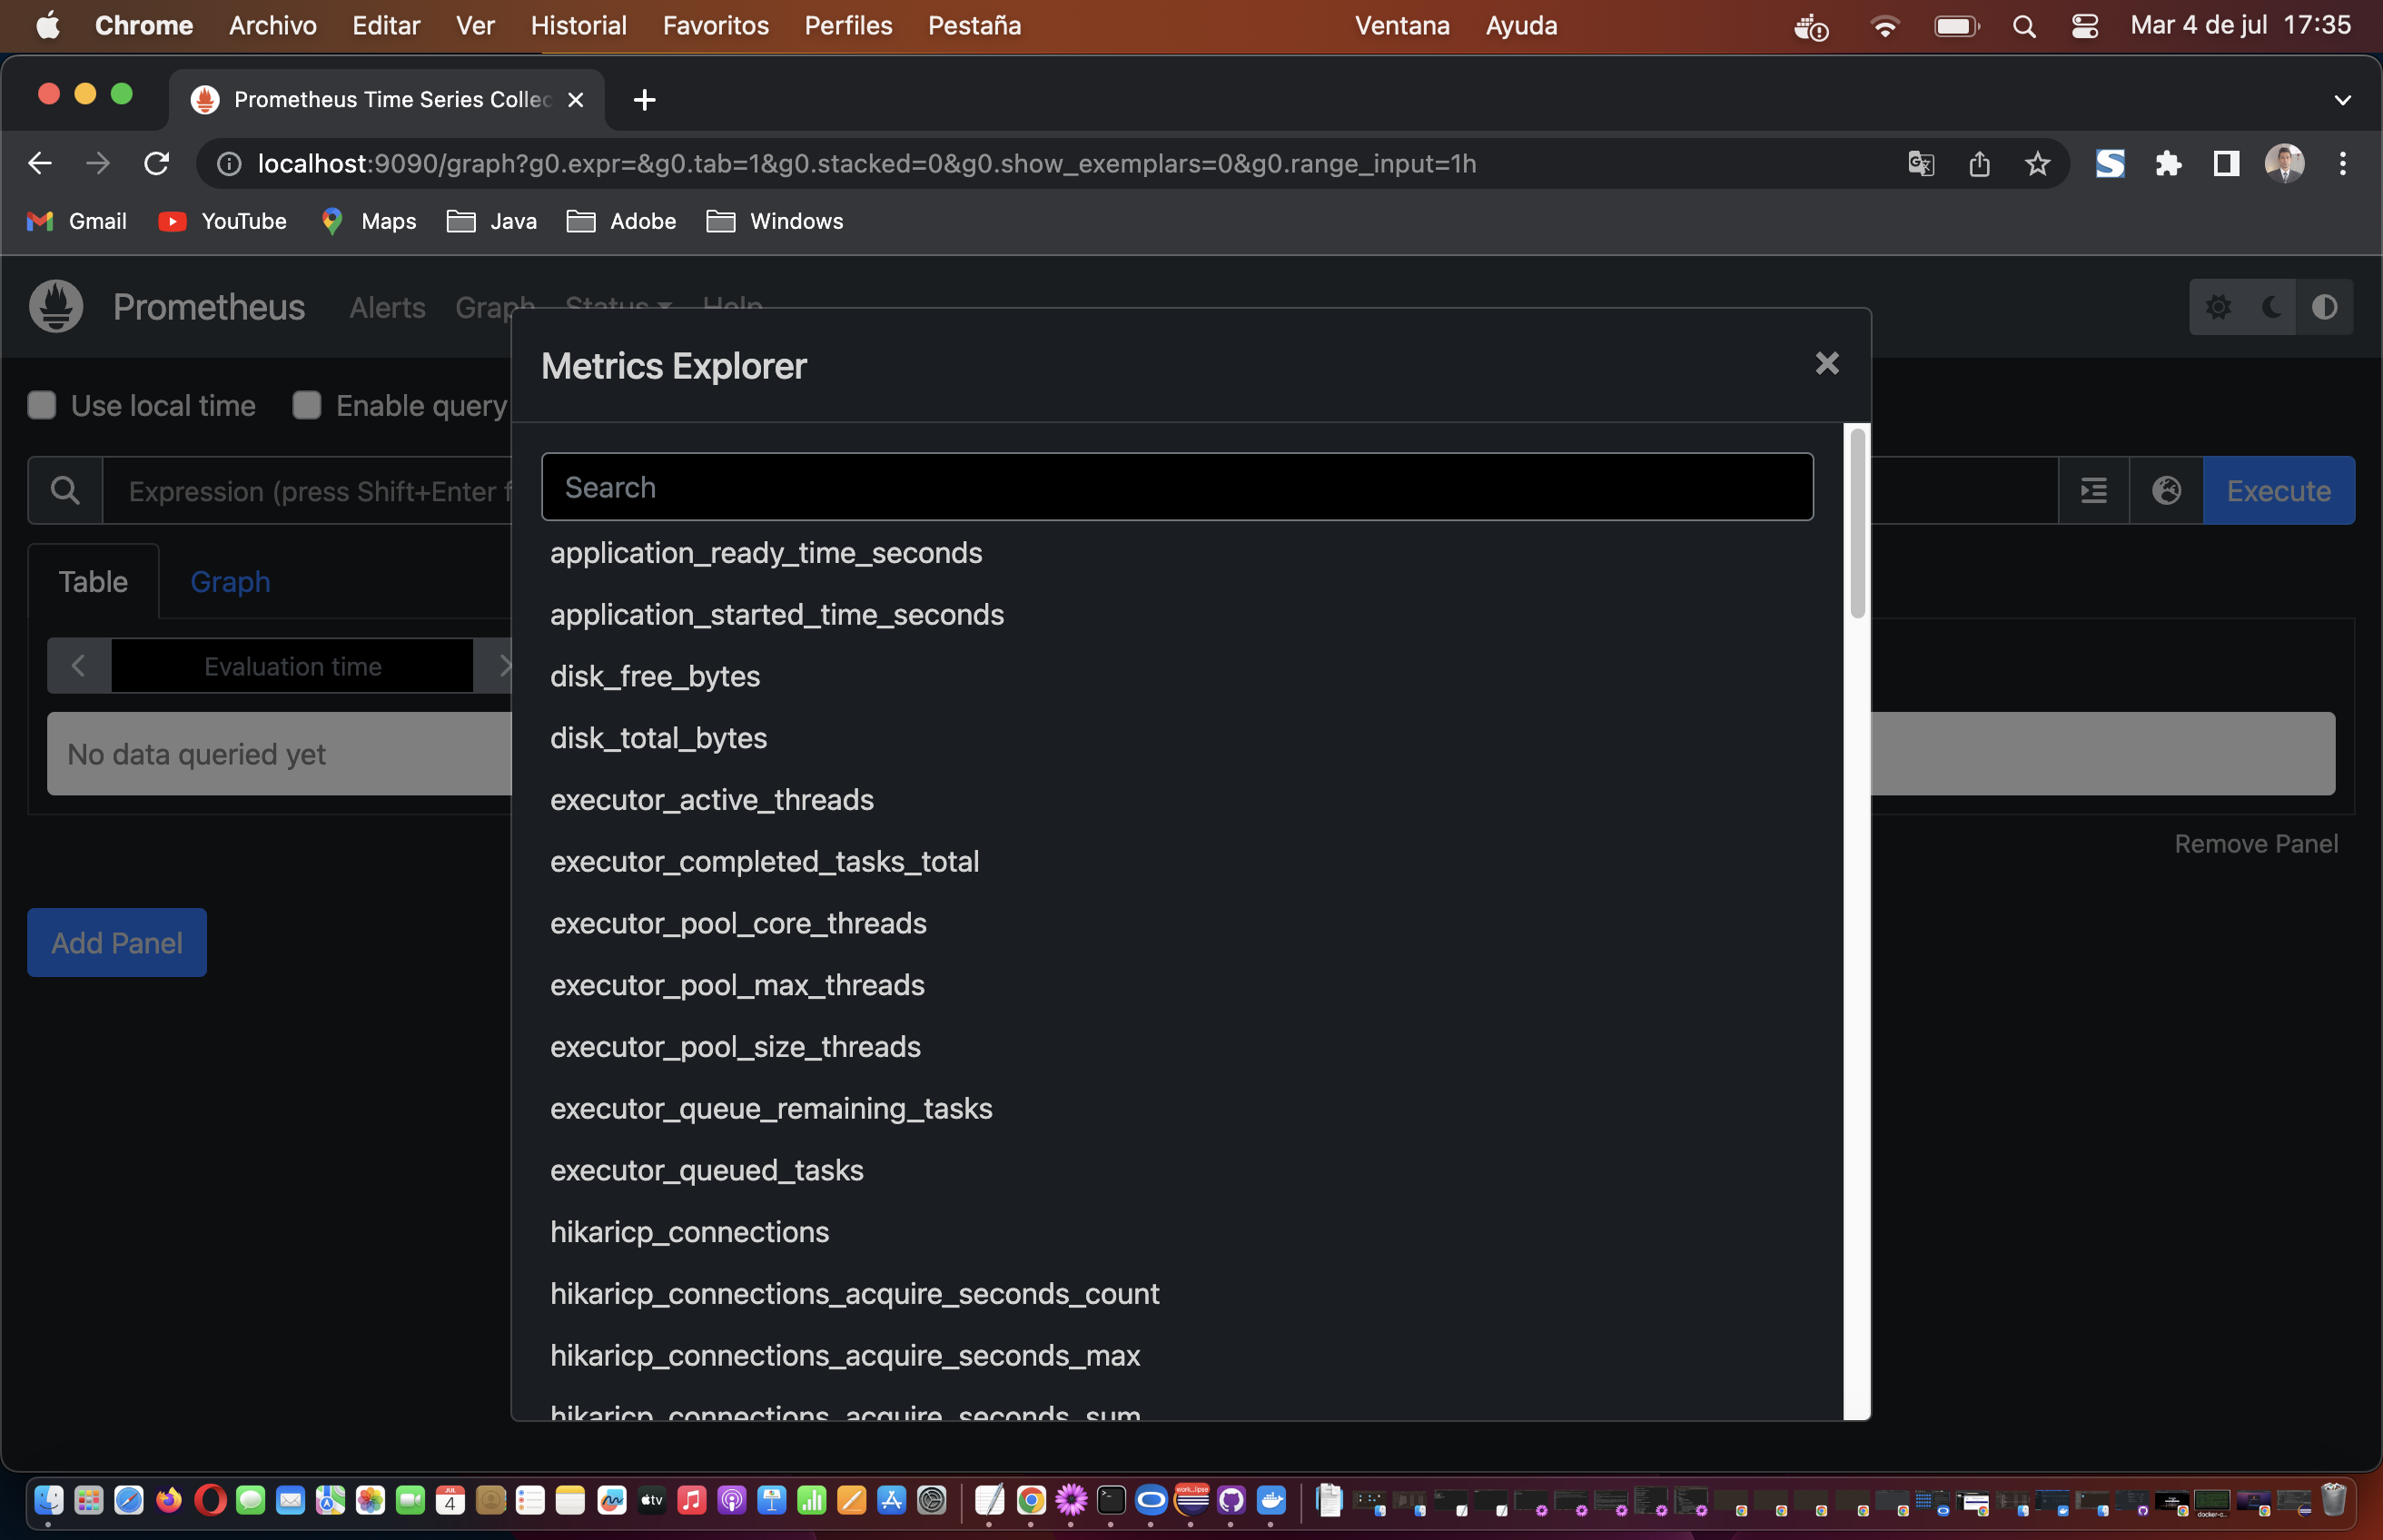 Chrome Archivo Editar Ver Historial Favoritos Perfiles Pestaña Ventana Ayuda Mar 4 de jul 17:35
Prometheus Time Series Collec
localhost:9090/graph?g0.expr=&g0.tab=1&g0.stacked=0&g0.show_exemplars=0&g0.range_input=1h
Gmail YouTube Maps Java Adobe Windows
Prometheus Alerts Graph Status Help
Metrics Explorer
Use local time Enable query
Search
Expression (press Shift+Enter f
Execute
application_ready_time_seconds
Table Graph
application_started_time_seconds
Evaluation time
disk_free_bytes
disk_total_bytes
No data queried yet
executor_active_threads
Remove Panel
executor_completed_tasks_total
executor_pool_core_threads
Add Panel
executor_pool_max_threads
executor_pool_size_threads
executor_queue_remaining_tasks
executor_queued_tasks
hikaricp_connections
hikaricp_connections_acquire_seconds_count
hikaricp_connections_acquire_seconds_max
hikaricp_connections_acquire_seconds_sum
JUL
4
tv